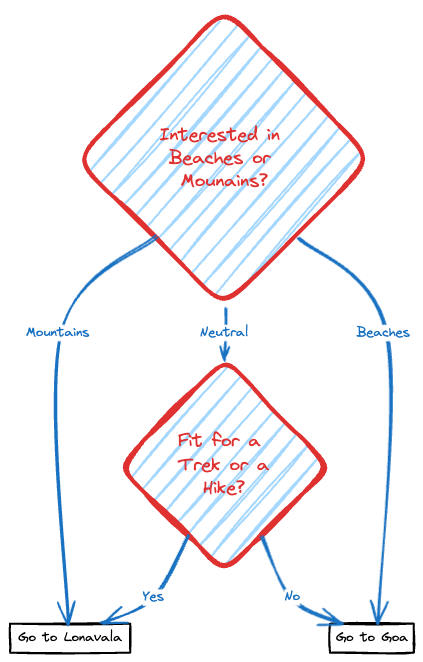 Interested in
Beaches or
Mounains?
Mountains
Neutral
Beaches
Fit for a
Trek or a
Hike?
Yes
No
Go to Lonavala
Go to Goa